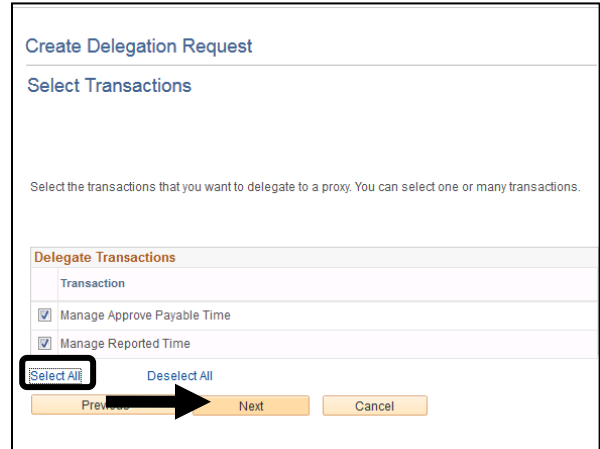 Create Delegation Request
Select Transactions
Select the transactions that you want to delegate to a proxy. You can select one or many transactions.
Delegate Transactions
Transaction
Manage Approve Payable Time
Manage Reported Time
Select All Deselect All
Previous Next Cancel